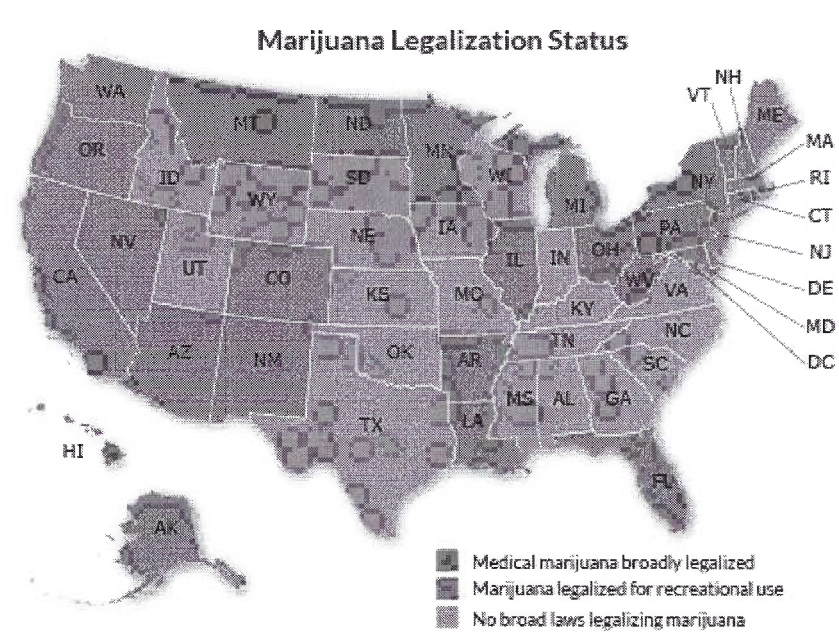 Marijuana Legalization Status
NH
VT
WA
MT
ND
ME
MN
OR
MA
ID
SD
WI
NY
RI
WY
MI
CT
IA
PA
NE
NJ
NV
OH
IL
IN
UT
CO
WV
DE
CA
VA
KS
MO
KY
MD
NC
TN
AZ
OK
NM
AR
SC
DC
MS
AL
GA
TX
LA
HI
FL
AK
Medical marijuana broadly legalized
Marijuana legalized for recreational use
No broad laws legalizing marijuana